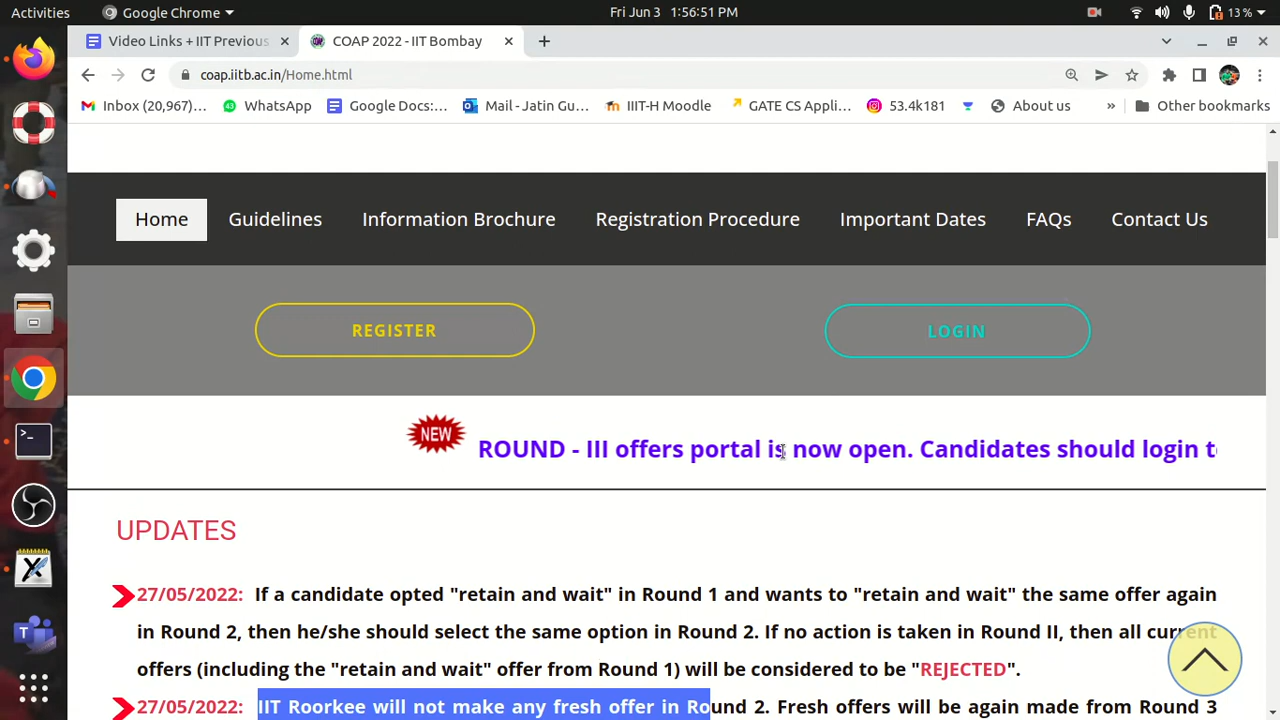 Activities
Google Chrome
Fri Jun 3 1:56:51 PM
13 %
Video Links + IIT Previous
COAP 2022 - IIT Bombay
coap.iitb.ac.in/Home.html
Inbox (20,967)...
43
WhatsApp
Google Docs:...
Mail - Jatin Gu...
IIIT-H Moodle
GATE CS Appli...
53.4k181
About us
»
Other bookmarks
Home
Guidelines
Information Brochure
Registration Procedure
Important Dates
FAQs
Contact Us
REGISTER
LOGIN
NEW
ROUND - III offers portal is now open. Candidates should login t
UPDATES
27/05/2022: If a candidate opted "retain and wait" in Round 1 and wants to "retain and wait" the same offer again
in Round 2, then he/she should select the same option in Round 2. If no action is taken in Round II, then all current
offers (including the "retain and wait" offer from Round 1) will be considered to be "REJECTED".
27/05/2022: IIT Roorkee will not make any fresh offer in Round 2. Fresh offers will be again made from Round 3